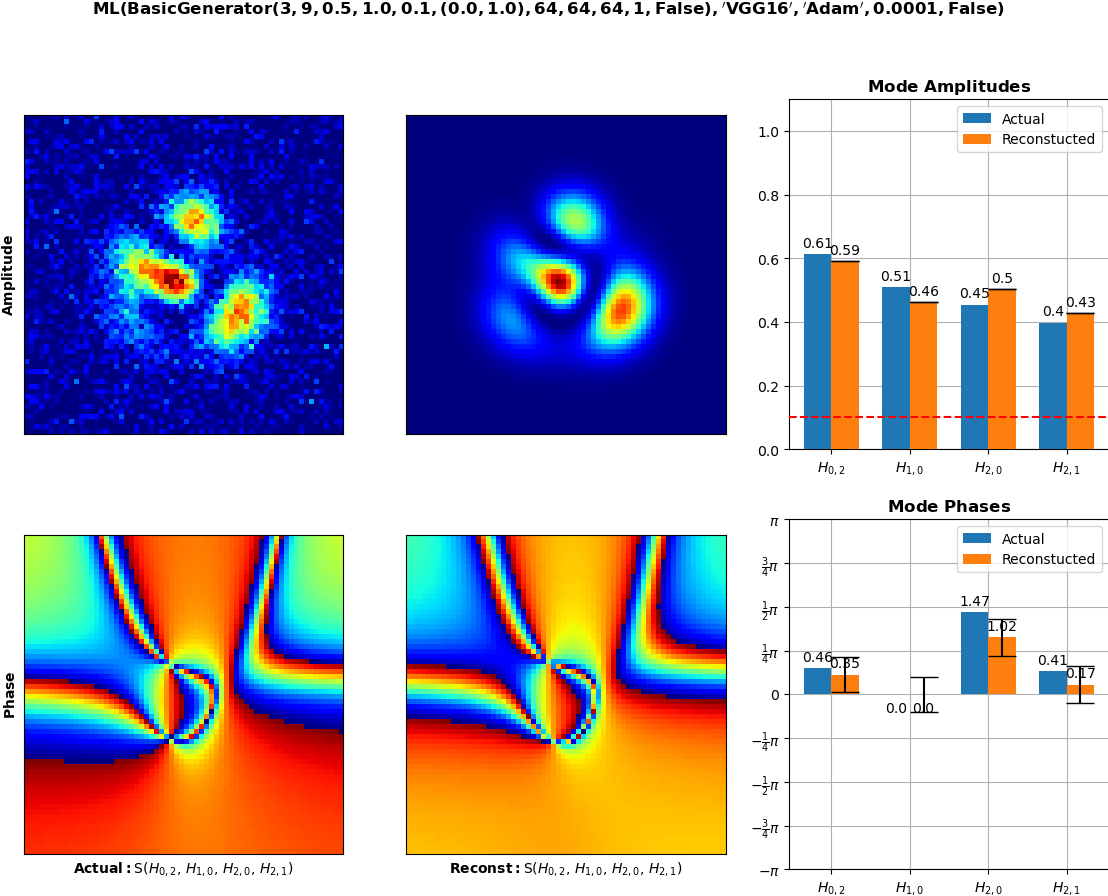 ML(BasicGenerator(3, 9, 0.5, 1.0, 0.1, (0.0, 1.0), 64, 64, 64, 1, False), ′VGG16′, ′Adam′, 0.0001, False)
Amplitude
Mode Amplitudes
Actual
Reconstucted
1.0
0.8
0.6
0.4
0.2
0.0
0.61
0.59
0.51
0.46
0.45
0.5
0.4
0.43
H0,2 H1,0 H2,0 H2,1
Phase
Actual: S(H0,2, H1,0, H2,0, H2,1)
Reconst: S(H0,2, H1,0, H2,0, H2,1)
Mode Phases
Actual
Reconstucted
π
3/4π
1/2π
1/4π
0
−1/4π
−1/2π
−3/4π
−π
0.46
0.35
0.0
0.0
1.47
1.02
0.41
0.17
H0,2 H1,0 H2,0 H2,1